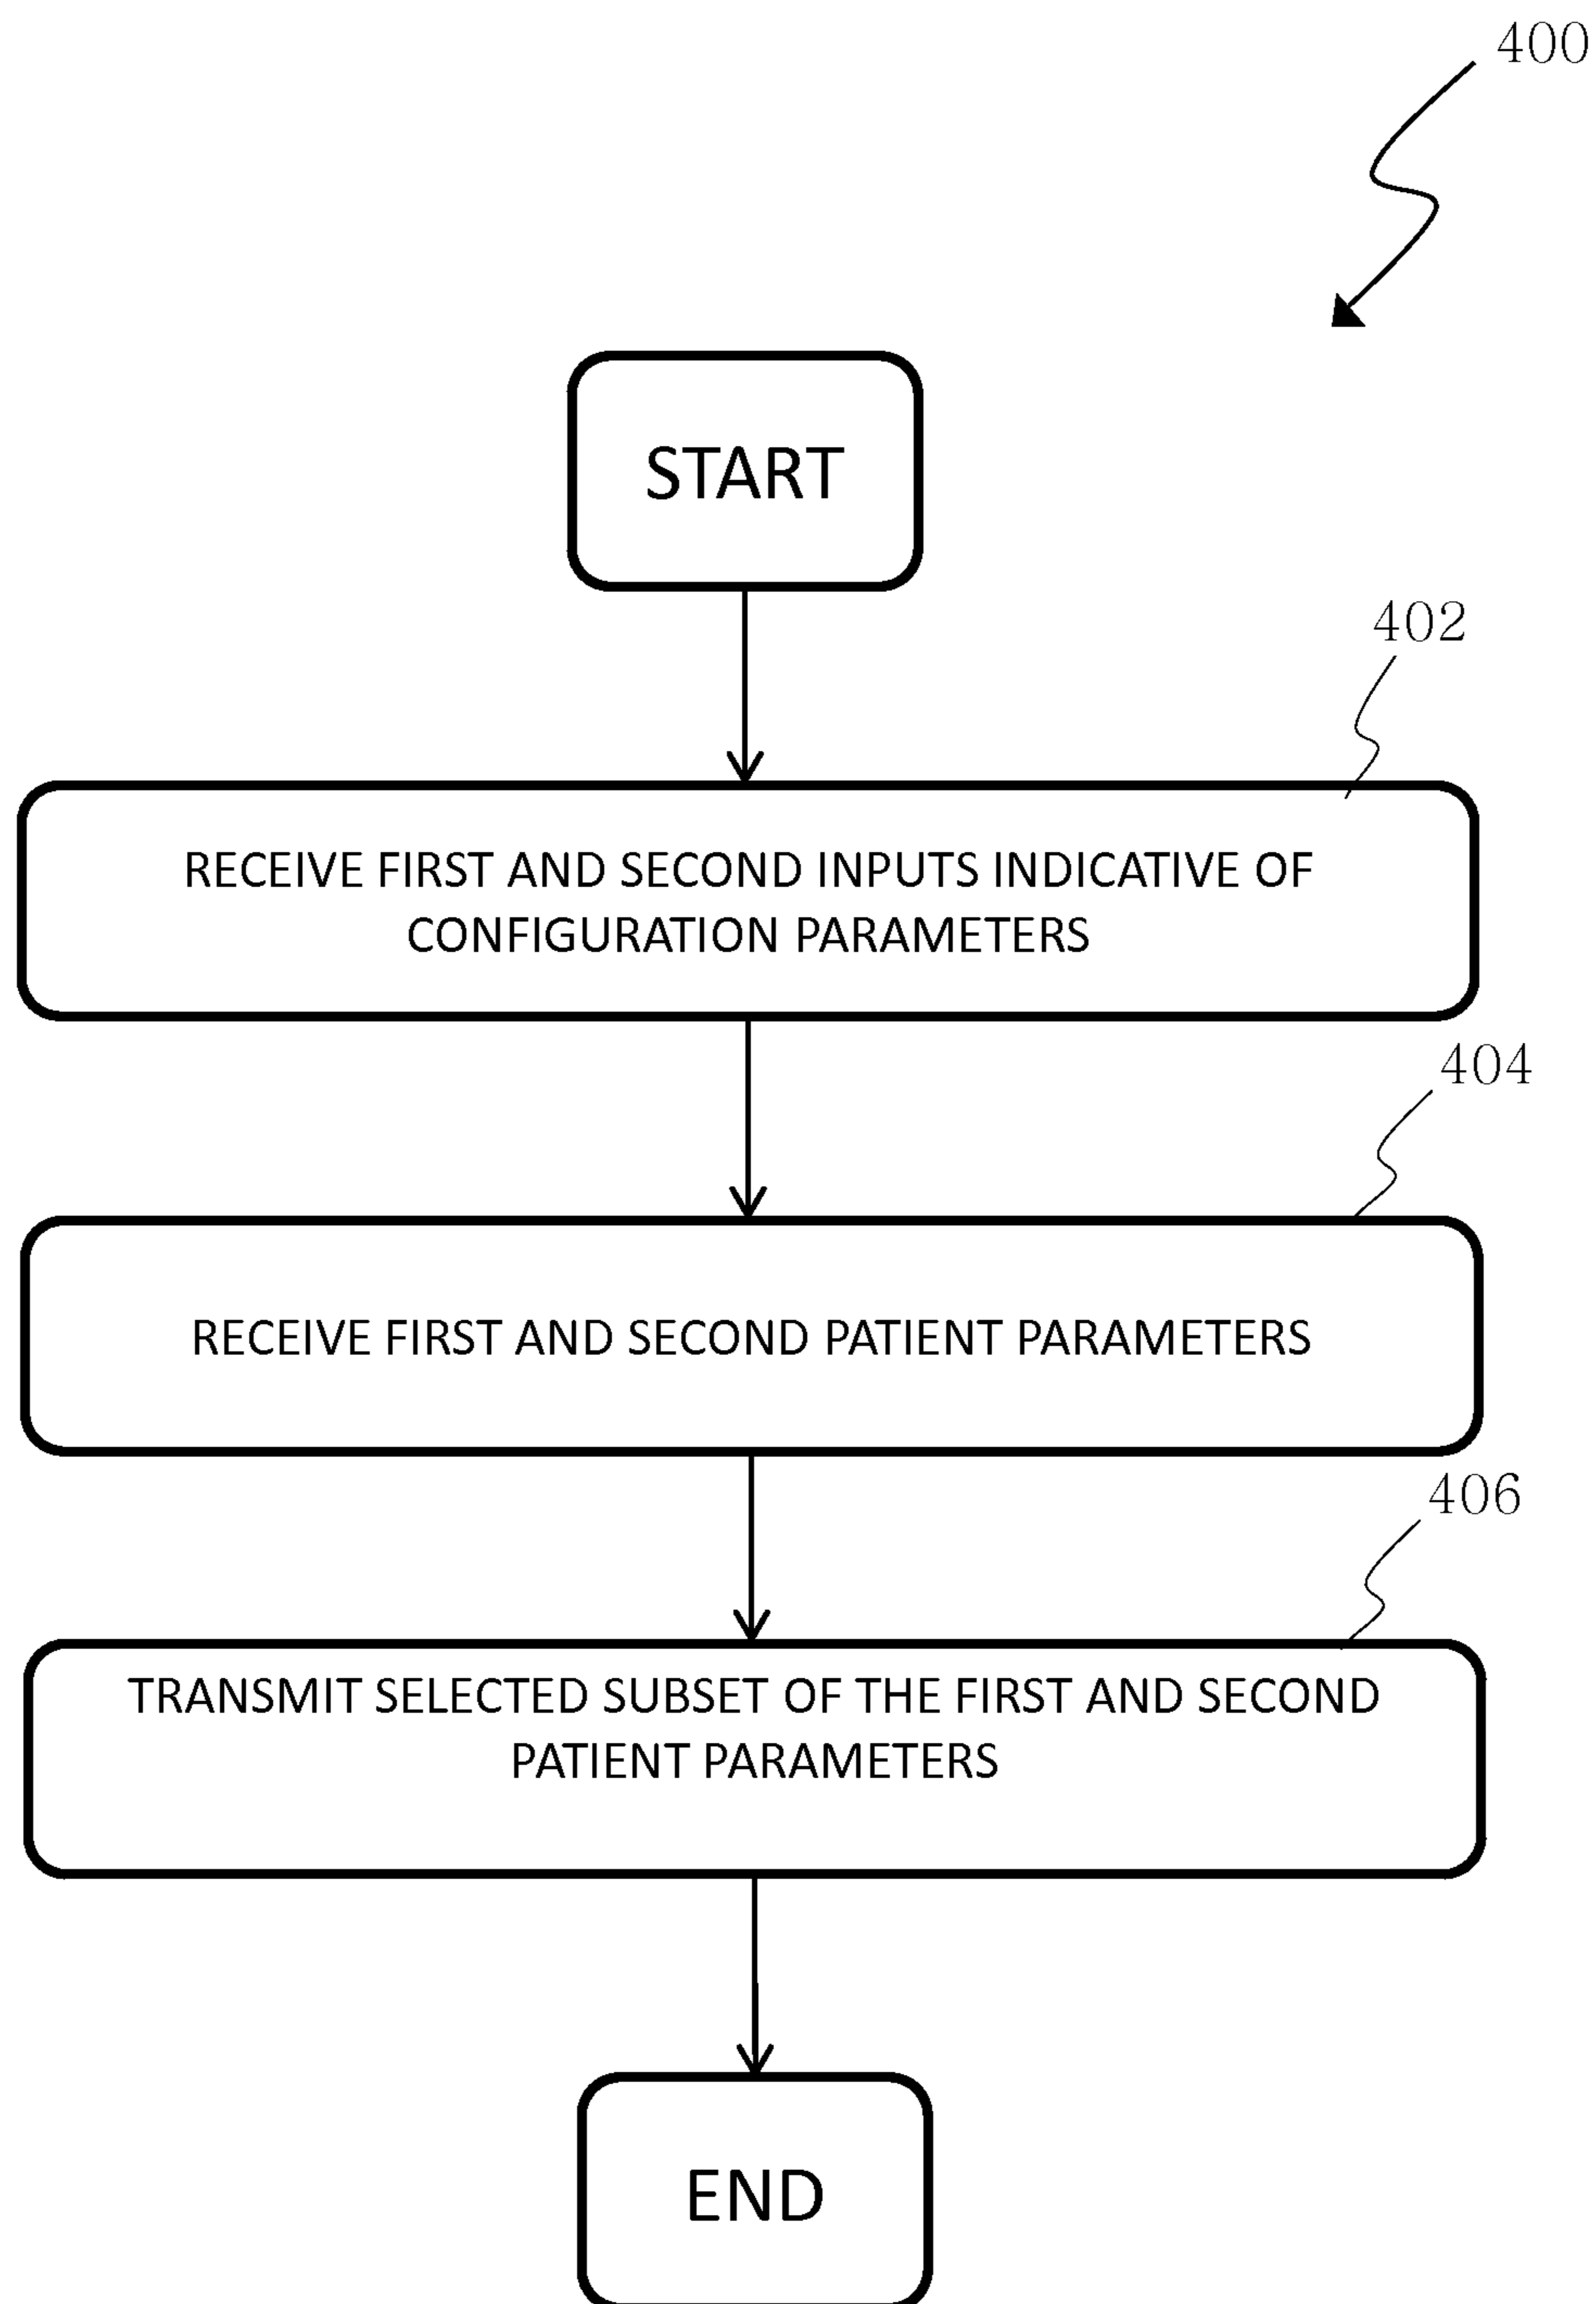 400
START
402
RECEIVE FIRST AND SECOND INPUTS INDICATIVE OF
CONFIGURATION PARAMETERS
404
RECEIVE FIRST AND SECOND PATIENT PARAMETERS
406
TRANSMIT SELECTED SUBSET OF THE FIRST AND SECOND
PATIENT PARAMETERS
END